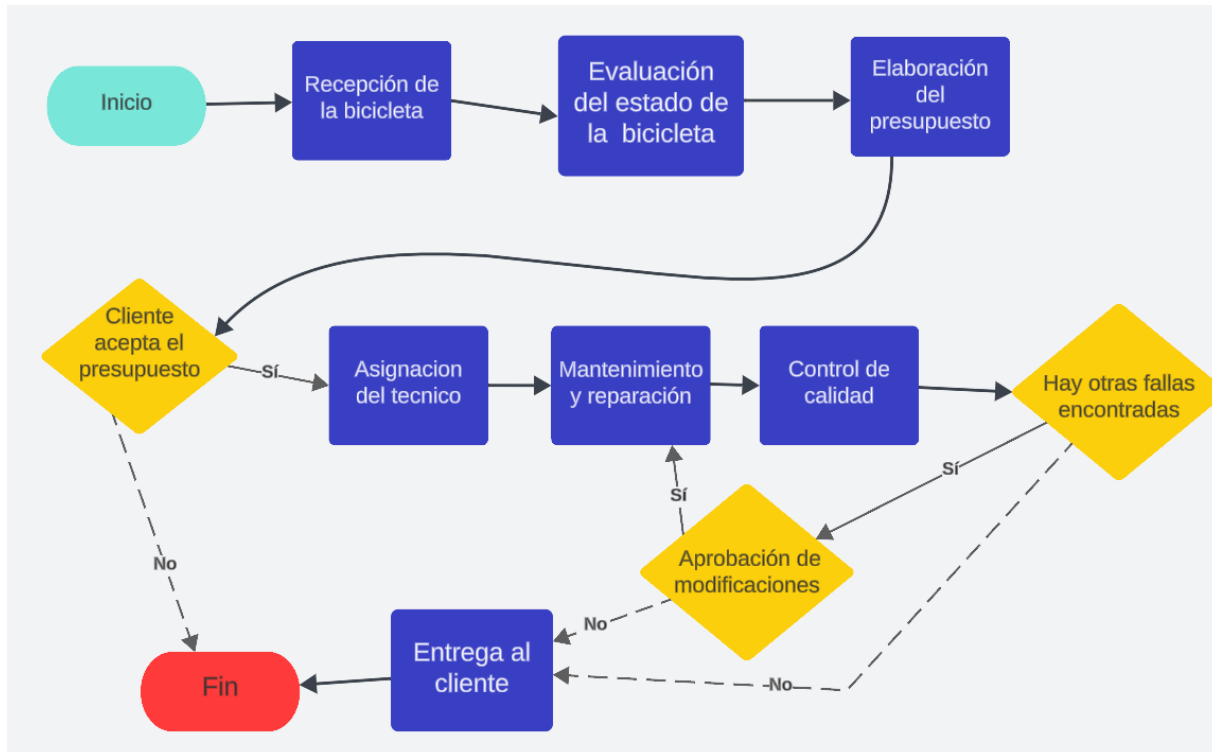 Inicio
Recepción de
la bicicleta
Evaluación
del estado de
la bicicleta
Elaboración
del
presupuesto
Cliente
acepta el
presupuesto
Sí
Asignacion
del tecnico
Mantenimiento
y reparación
Control de
calidad
Hay otras fallas
encontradas
Sí
Sí
Aprobación de
modificaciones
No
No
Entrega al
cliente
No
Fin